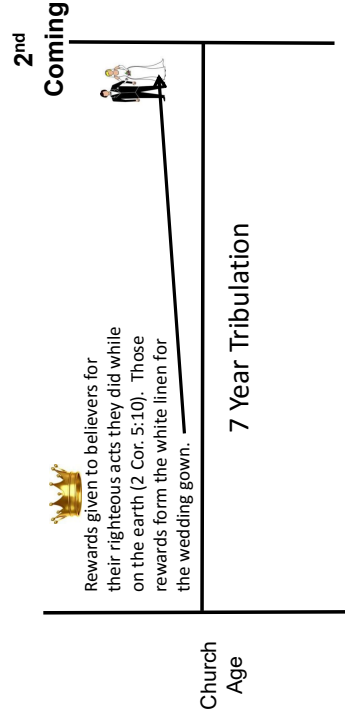 2nd
Coming
Rewards given to believers for
their righteous acts they did while
on the earth (2 Cor. 5:10).  Those
rewards form the white linen for
the wedding gown.
7 Year Tribulation
Church
Age